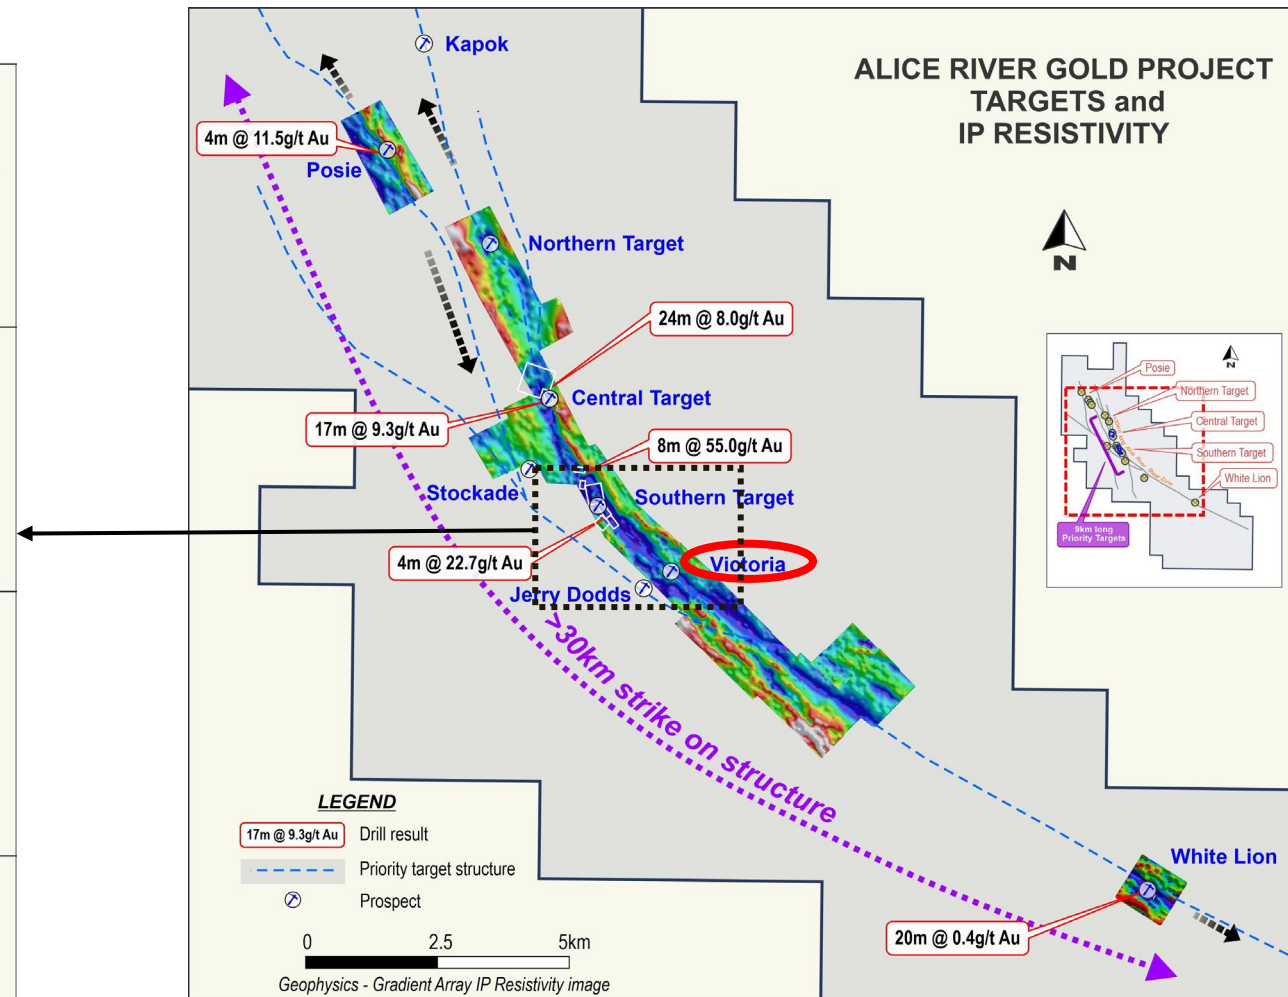 ALICE RIVER GOLD PROJECT
TARGETS and
IP RESISTIVITY
N
Kapok
4m @ 11.5g/t Au
Posie
Northern Target
24m @ 8.0g/t Au
Central Target
17m @ 9.3g/t Au
8m @ 55.0g/t Au
Stockade
Southern Target
4m @ 22.7g/t Au
Victoria
Jerry Dodds
>30km strike on structure
White Lion
20m @ 0.4g/t Au
N
Posie
Northern Target
Central Target
Southern Target
White Lion
9km long
Priority Targets
LEGEND
17m @ 9.3g/t Au Drill result
Priority target structure
Prospect
0 2.5 5km
Geophysics - Gradient Array IP Resistivity image